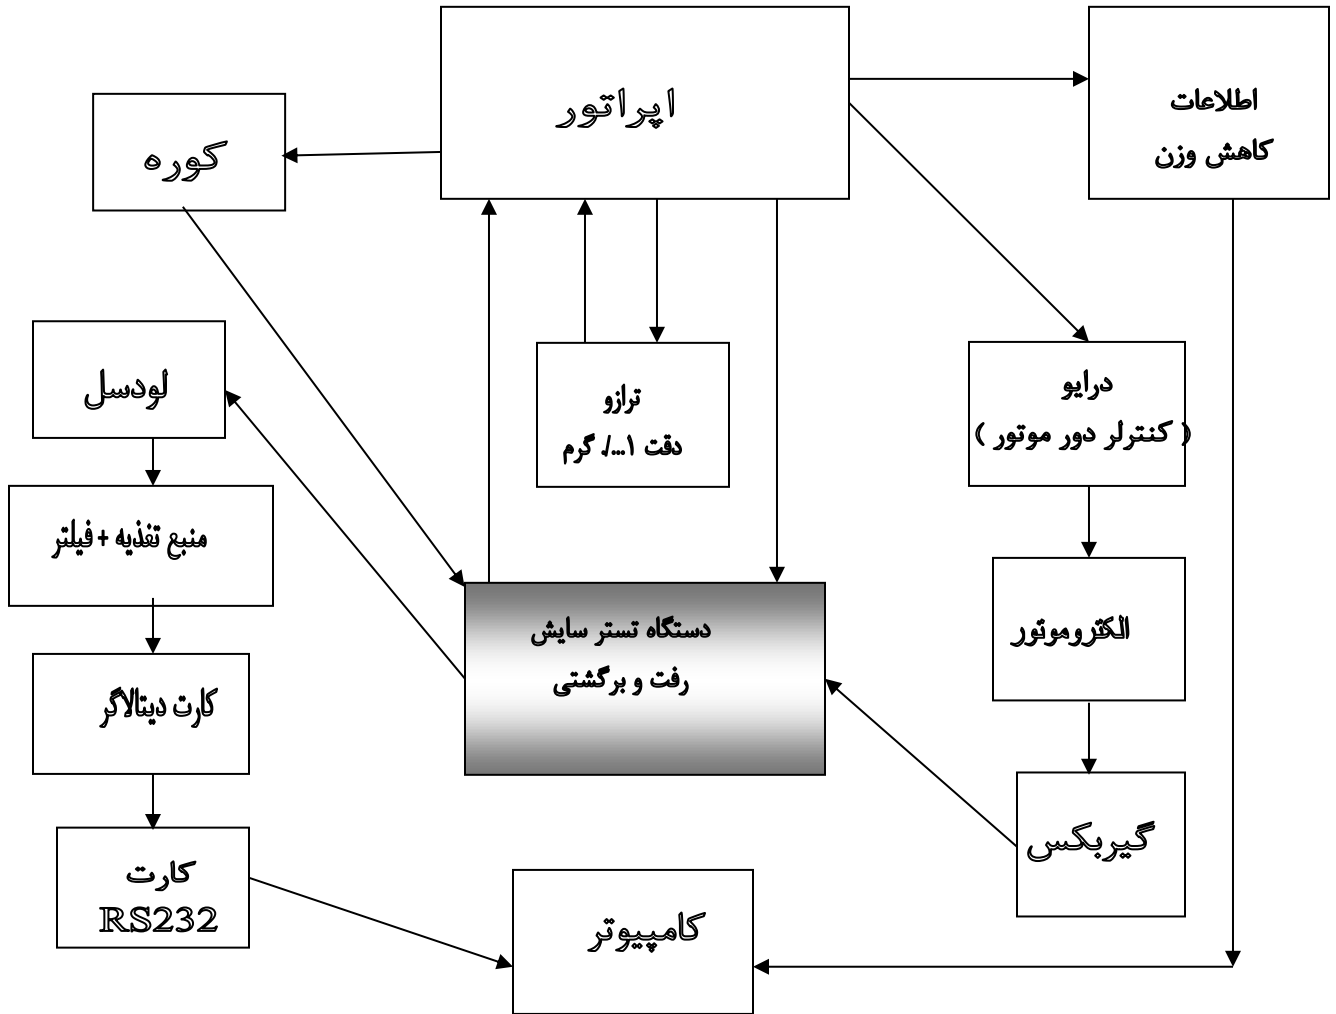 اپراتور
اطلاعات
کاهش وزن
کوره
لودسل
ترازو
دقت ۱...,/ گرم
درایو
( کنترلر دور موتور )
منبع تغذیه + فیلتر
دستگاه تستر سایش
رفت و برگشتی
الکتروموتور
کارت دیتالاگر
گیربکس
کارت
RS232
کامپیوتر